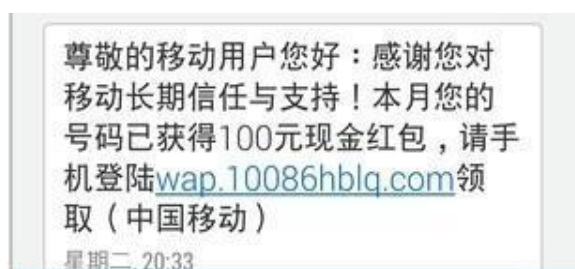 尊敬的移动用户您好：感谢您对
移动长期信任与支持！本月您的
号码已获得100元现金红包，请手
机登陆wap.10086hblq.com领
取（中国移动）
星期二 20:33